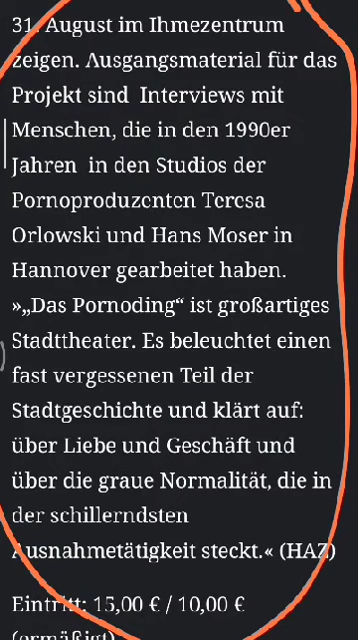 31. August im Ihmezentrum
zeigen. Ausgangsmaterial für das
Projekt sind Interviews mit
Menschen, die in den 1990er
Jahren in den Studios der
Pornoproduzenten Teresa
Orlowski und Hans Moser in
Hannover gearbeitet haben.
»„Das Pornoding“ ist großartiges
Stadttheater. Es beleuchtet einen
fast vergessenen Teil der
Stadtgeschichte und klärt auf:
über Liebe und Geschäft und
über die graue Normalität, die in
der schillerndsten
Ausnahmetätigkeit steckt.« (HAZ)
Eintritt: 15,00 € / 10,00 €
(ermäßigt)